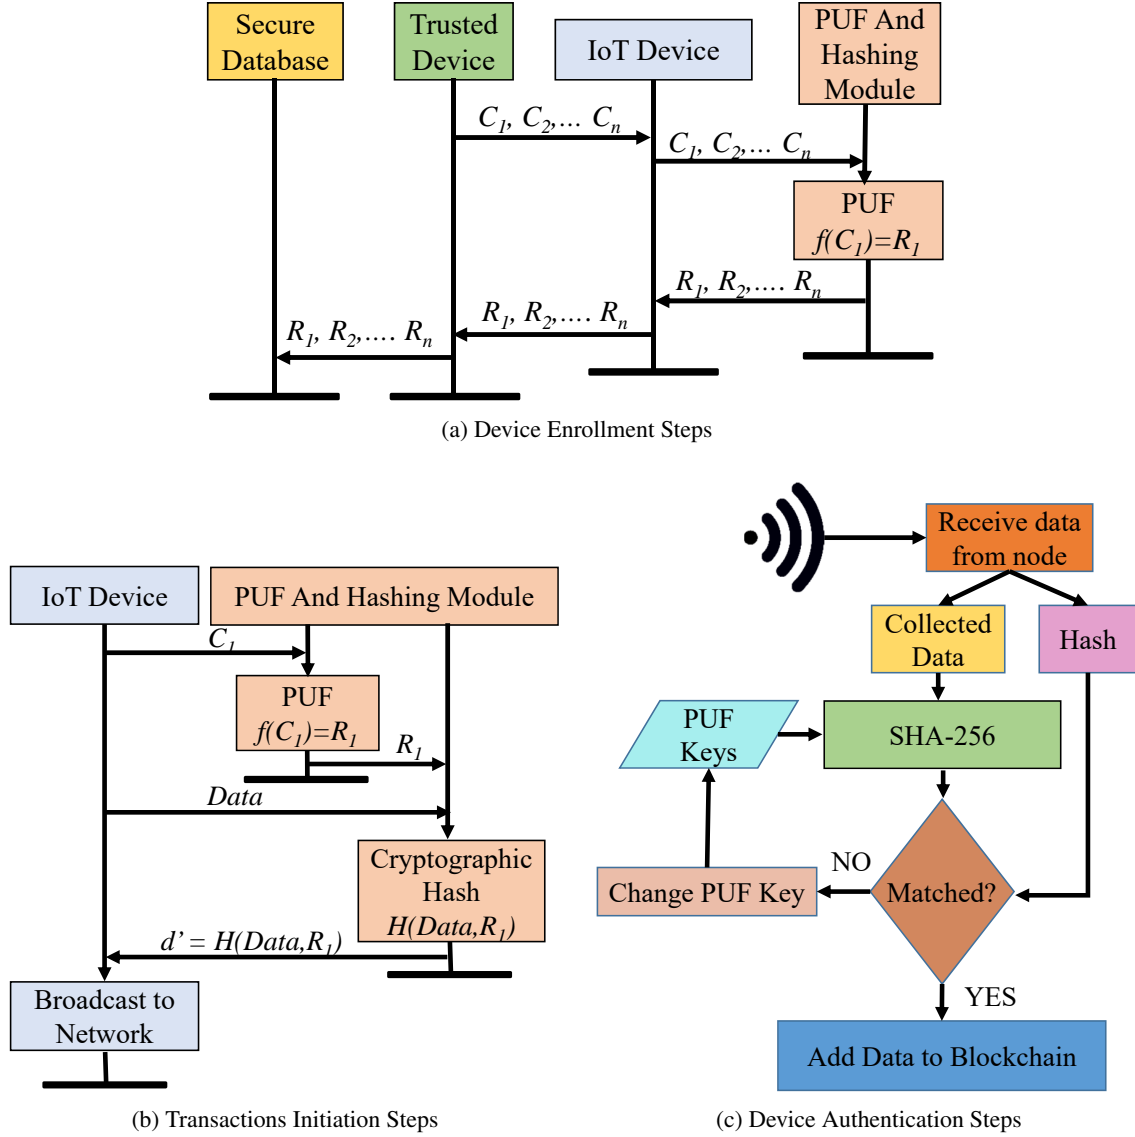 Secure
Database
Trusted
Device
IoT Device
PUF And
Hashing
Module
C₁, C₂,... Cₙ
C₁, C₂,... Cₙ
PUF
f(C₁)=R₁
R₁, R₂,.... Rₙ
R₁, R₂,.... Rₙ
R₁, R₂,.... Rₙ
(a) Device Enrollment Steps
IoT Device
PUF And Hashing Module
C₁
PUF
f(C₁)=R₁
R₁
Data
Cryptographic
Hash
H(Data,R₁)
d' = H(Data,R₁)
Broadcast to
Network
(b) Transactions Initiation Steps
Receive data
from node
Collected
Data
Hash
PUF
Keys
SHA-256
NO
Matched?
Change PUF Key
YES
Add Data to Blockchain
(c) Device Authentication Steps